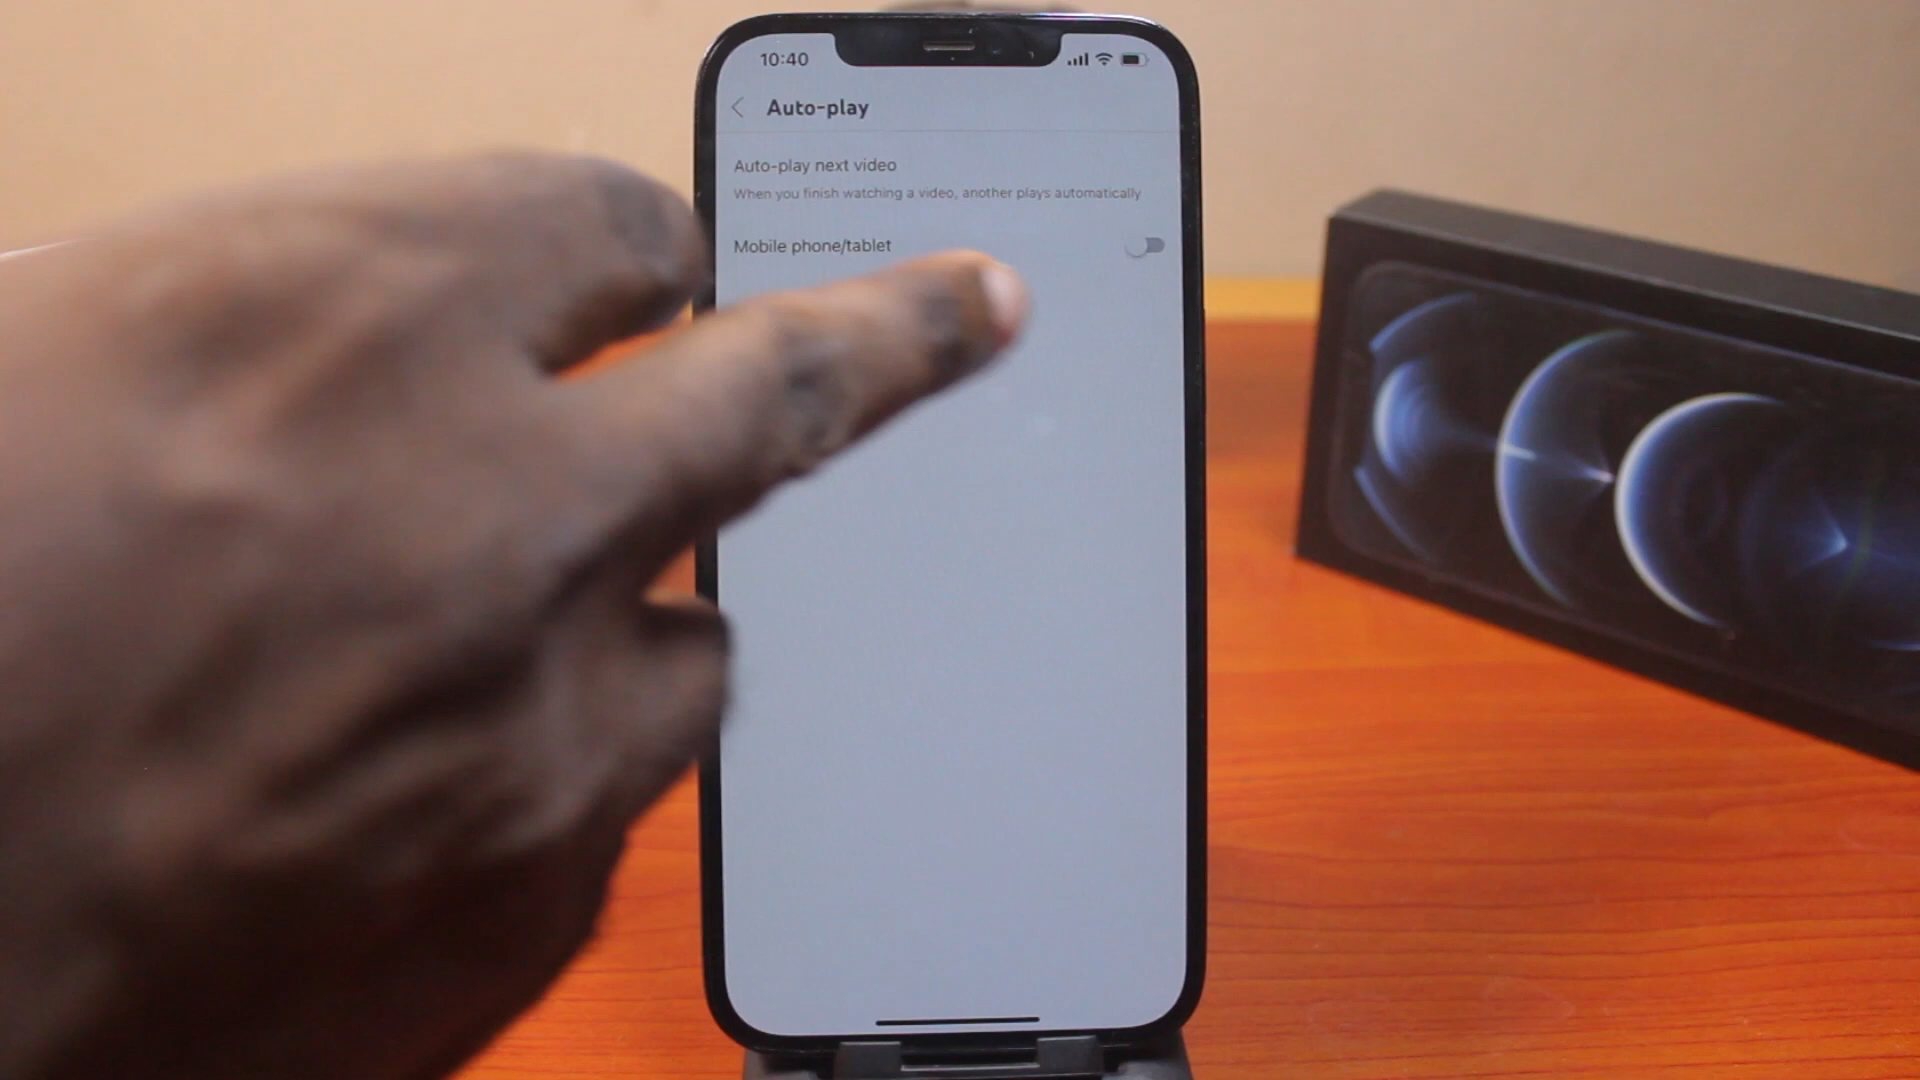 10:40
Auto-play
Auto-play next video
When you finish watching a video, another plays automatically
Mobile phone/tablet